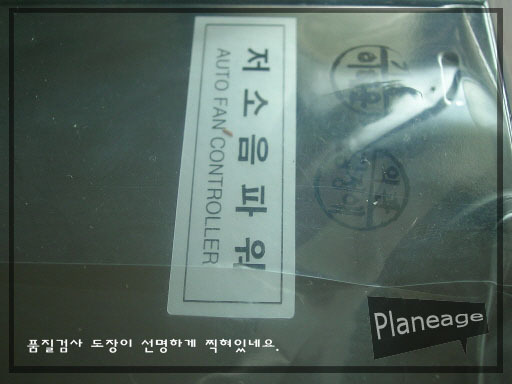 저소음파워
AUTO FAN CONTROLLER
품질검사 도장이 선명하게 찍혀있네요.
Planeage